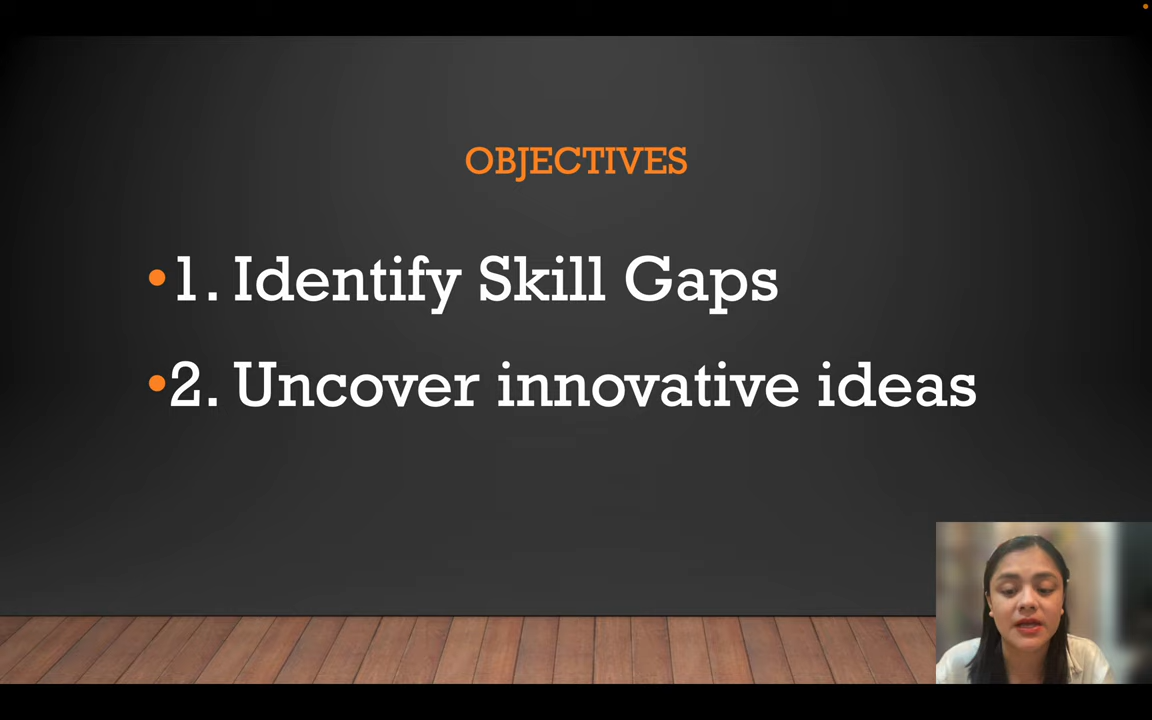 OBJECTIVES
•1. Identify Skill Gaps
•2. Uncover innovative ideas